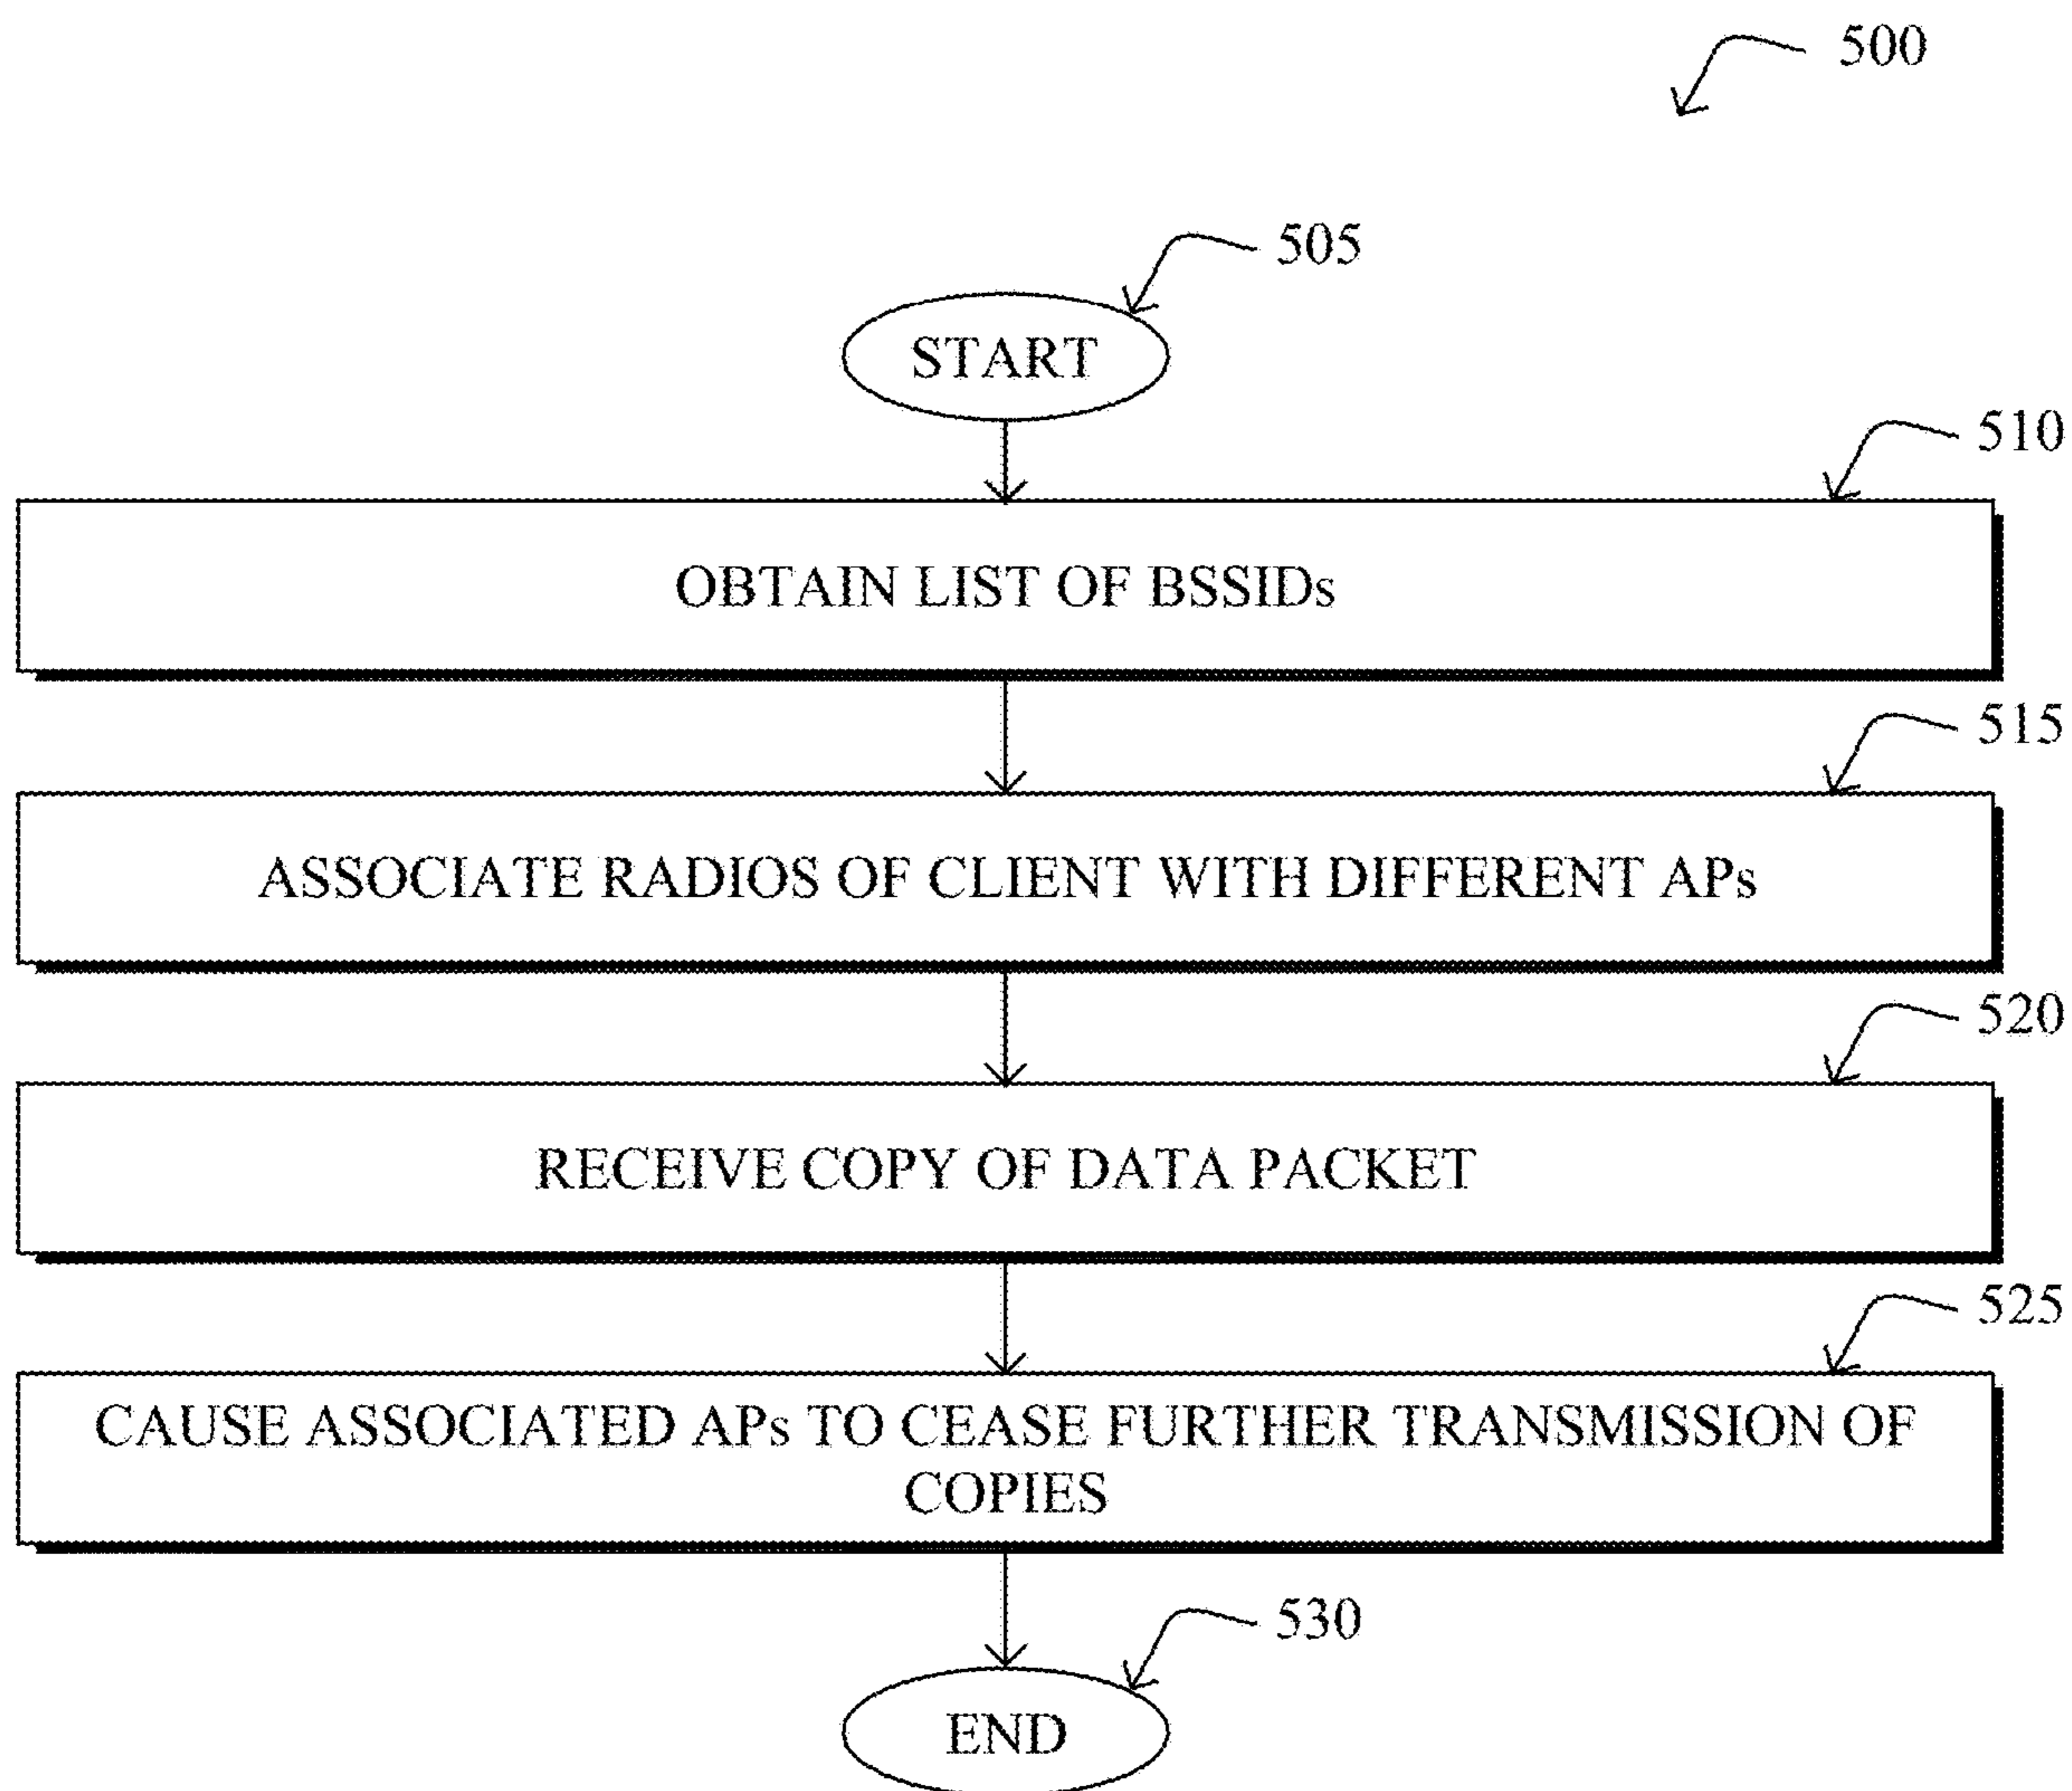 500
505
START
510
OBTAIN LIST OF BSSIDs
515
ASSOCIATE RADIOS OF CLIENT WITH DIFFERENT APs
520
RECEIVE COPY OF DATA PACKET
525
CAUSE ASSOCIATED APs TO CEASE FURTHER TRANSMISSION OF
COPIES
530
END